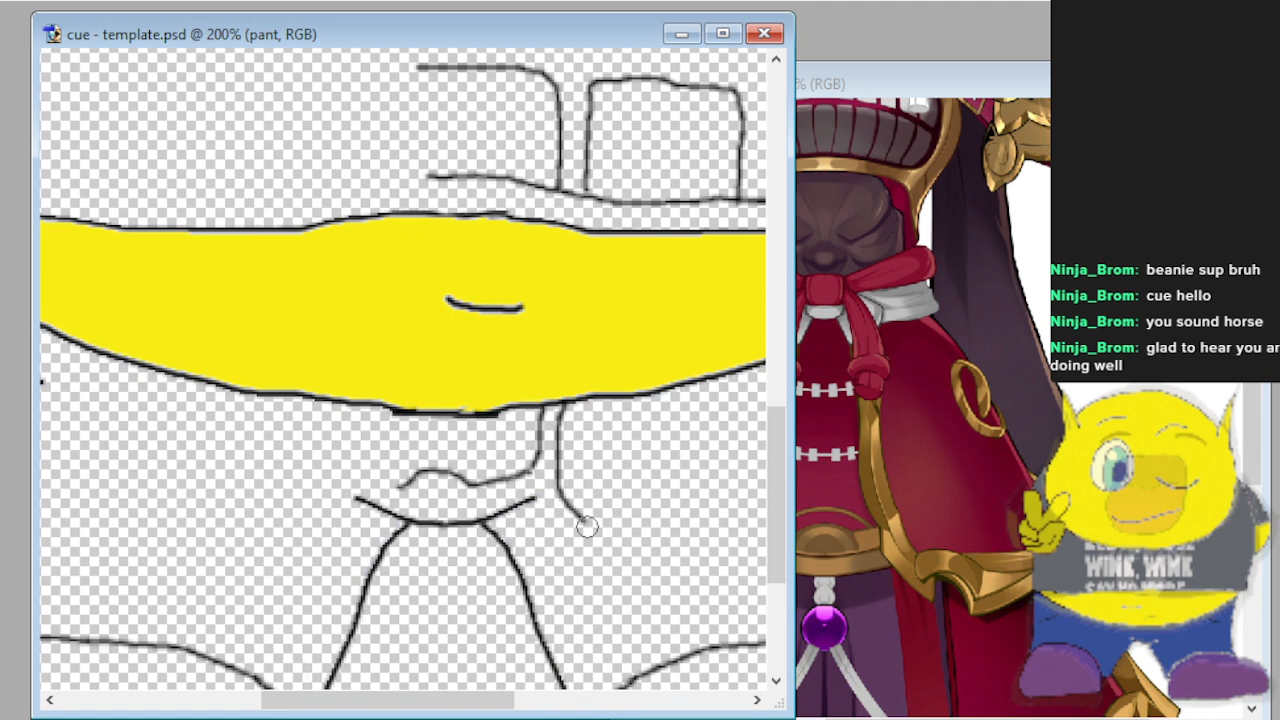 cue - template.psd @ 200% (pant, RGB)
% (RGB)
Ninja_Brom: beanie sup bruh
Ninja_Brom: cue hello
Ninja_Brom: you sound horse
Ninja_Brom: glad to hear you ar
doing well
WINK, WINK